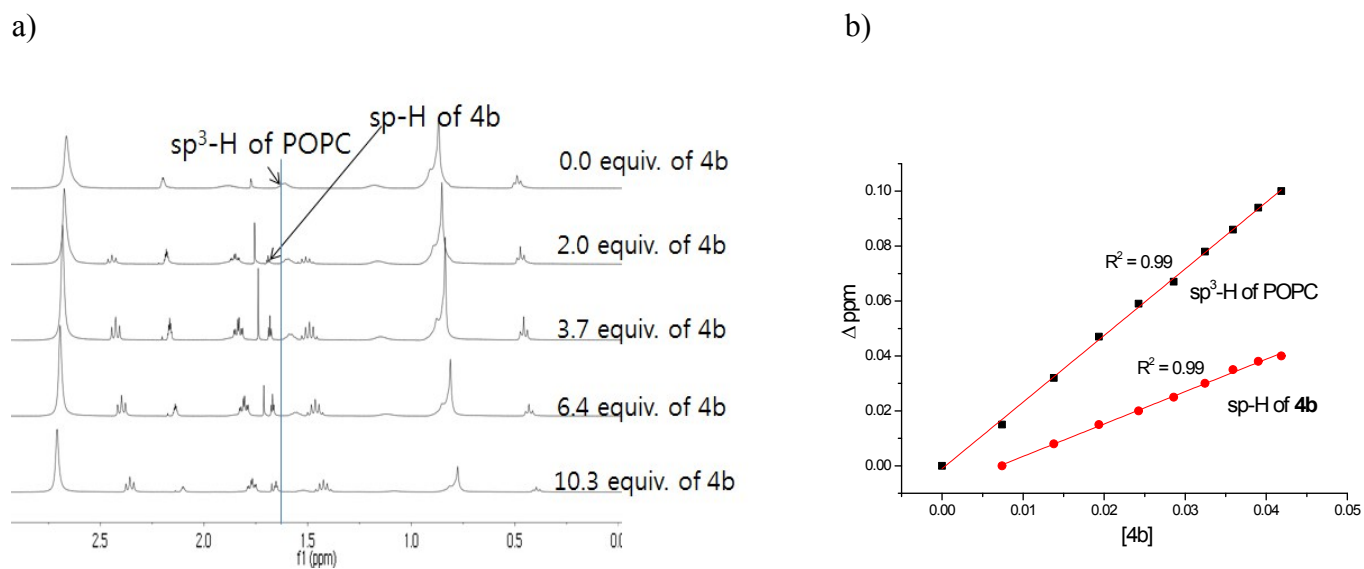 a)
sp-H of 4b
sp³-H of POPC
0.0 equiv. of 4b
2.0 equiv. of 4b
3.7 equiv. of 4b
6.4 equiv. of 4b
10.3 equiv. of 4b
2.5 2.0 1.5 1.0 0.5 0.0
f1 (ppm)
b)
0.10
0.08
0.06
0.04
0.02
0.00
Δ ppm
R² = 0.99
sp³-H of POPC
R² = 0.99
sp-H of 4b
0.00 0.01 0.02 0.03 0.04 0.05
[4b]